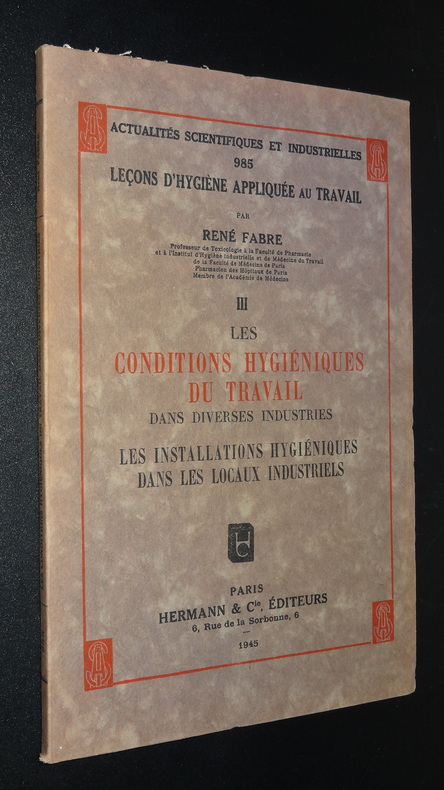 ACTUALITÉS SCIENTIFIQUES ET INDUSTRIELLES
985
LEÇONS D'HYGIÈNE APPLIQUÉE AU TRAVAIL
PAR
RENÉ FABRE
Professeur de Toxicologie à la Faculté de Pharmacie
et à l'Institut d'Hygiène industrielle et de Médecine du Travail
de la Faculté de Médecine de Paris
Pharmacien des Hôpitaux de Paris
Membre de l'Académie de Médecine
III
LES
CONDITIONS HYGIÉNIQUES
DU TRAVAIL
DANS DIVERSES INDUSTRIES
LES INSTALLATIONS HYGIÉNIQUES
DANS LES LOCAUX INDUSTRIELS
HC
PARIS
HERMANN & Cie, ÉDITEURS
6, Rue de la Sorbonne, 6
1945